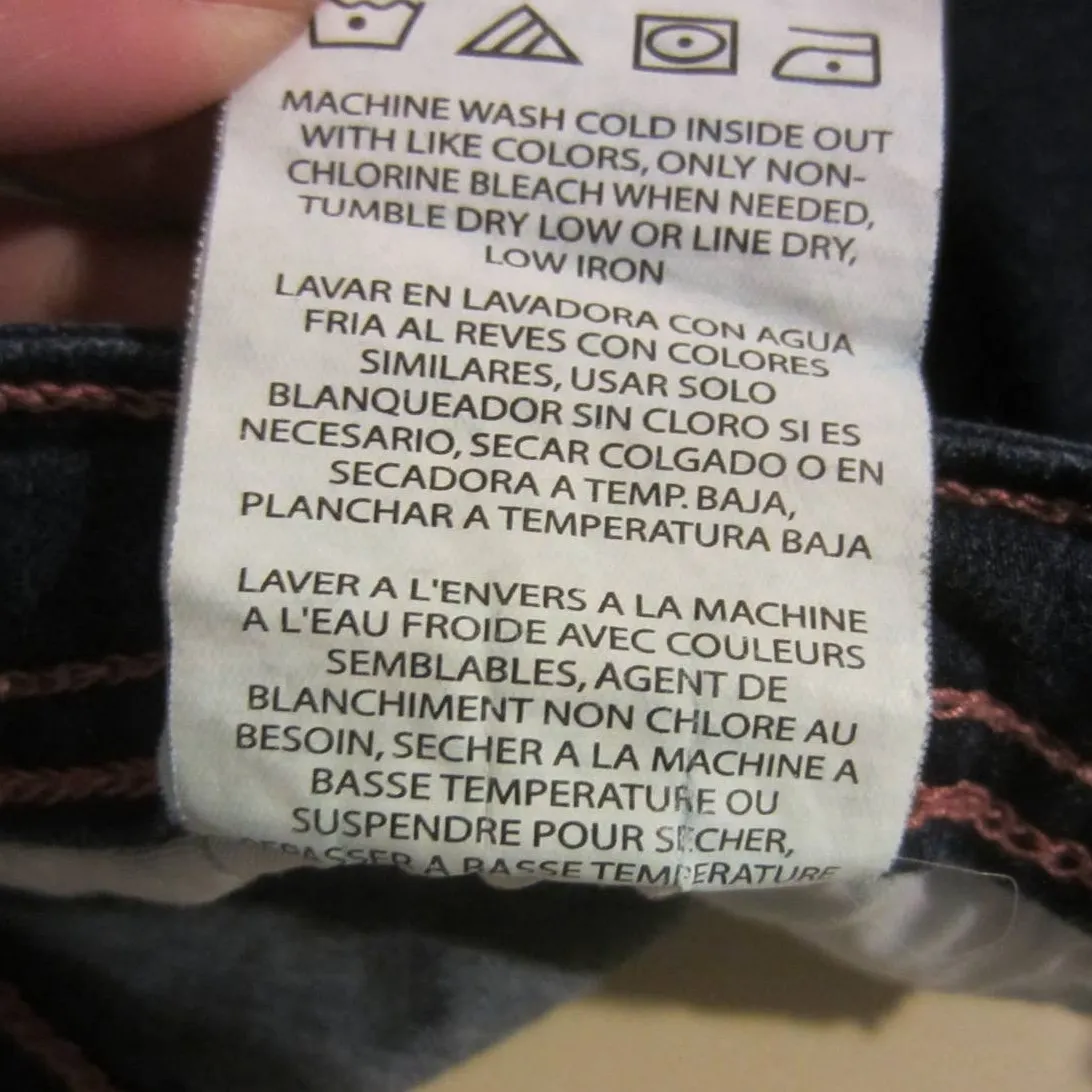 MACHINE WASH COLD INSIDE OUT
WITH LIKE COLORS, ONLY NON-
CHLORINE BLEACH WHEN NEEDED,
TUMBLE DRY LOW OR LINE DRY,
LOW IRON
LAVAR EN LAVADORA CON AGUA
FRIA AL REVES CON COLORES
SIMILARES, USAR SOLO
BLANQUEADOR SIN CLORO SI ES
NECESARIO, SECAR COLGADO O EN
SECADORA A TEMP. BAJA,
PLANCHAR A TEMPERATURA BAJA
LAVER A L'ENVERS A LA MACHINE
A L'EAU FROIDE AVEC COULEURS
SEMBLABLES, AGENT DE
BLANCHIMENT NON CHLORE AU
BESOIN, SECHER A LA MACHINE A
BASSE TEMPERATURE OU
SUSPENDRE POUR SECHER,
REPASSER A BASSE TEMPERATURE